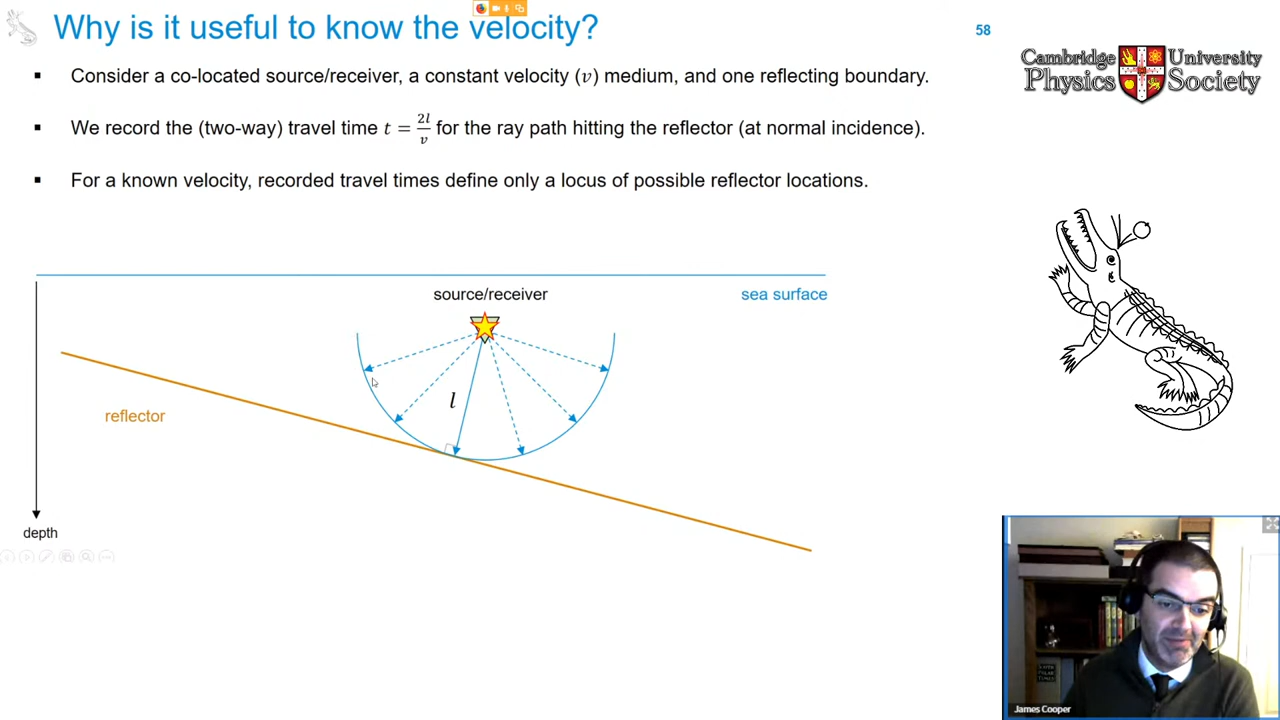 Why is it useful to know the velocity?
58
Cambridge University
Physics Society
▪ Consider a co-located source/receiver, a constant velocity (v) medium, and one reflecting boundary.
▪ We record the (two-way) travel time t = 2l/v for the ray path hitting the reflector (at normal incidence).
▪ For a known velocity, recorded travel times define only a locus of possible reflector locations.
source/receiver
sea surface
l
reflector
depth
James Cooper